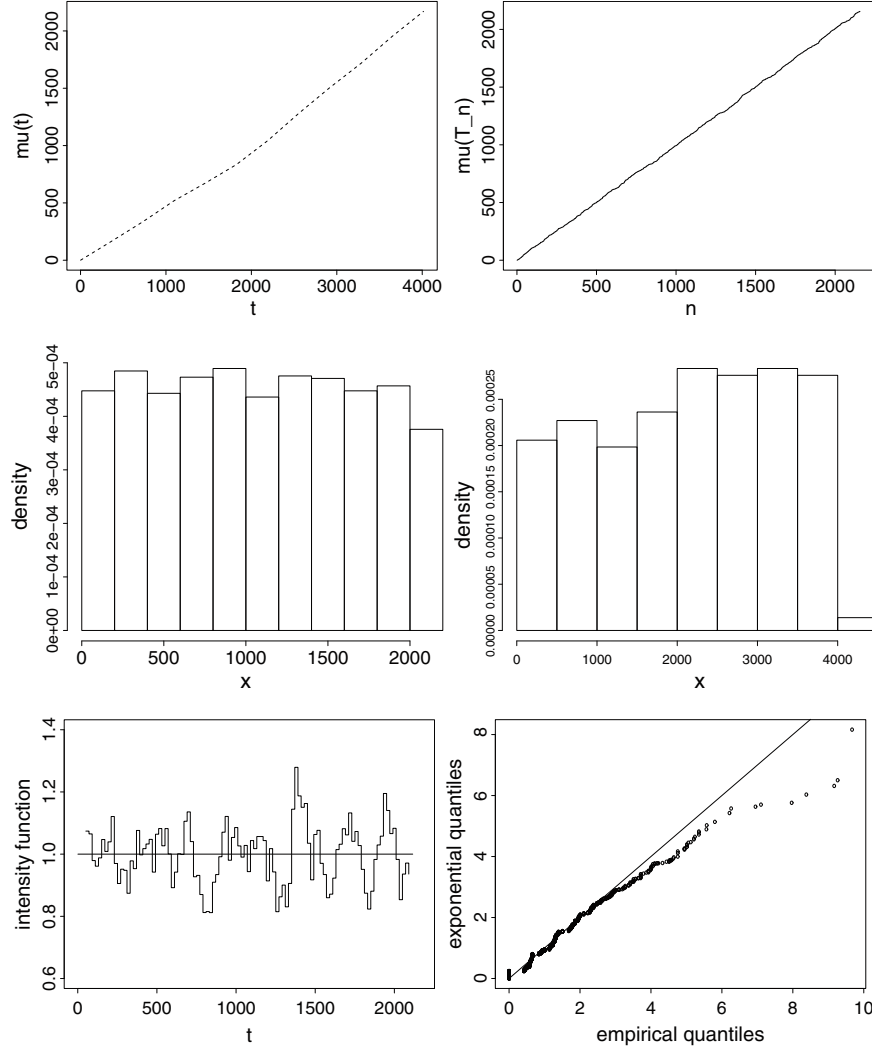 mu(t)
0 500 1000 1500 2000
0 1000 2000 3000 4000
t
mu(T_n)
0 500 1000 1500 2000
0 500 1000 1500 2000
n
density
0e+00 1e-04 2e-04 3e-04 4e-04 5e-04
0 500 1000 1500 2000
x
density
0.00000 0.00005 0.00010 0.00015 0.00020 0.00025
0 1000 2000 3000 4000
x
intensity function
0.6 0.8 1.0 1.2 1.4
0 500 1000 1500 2000
t
exponential quantiles
0 2 4 6 8
0 2 4 6 8 10
empirical quantiles